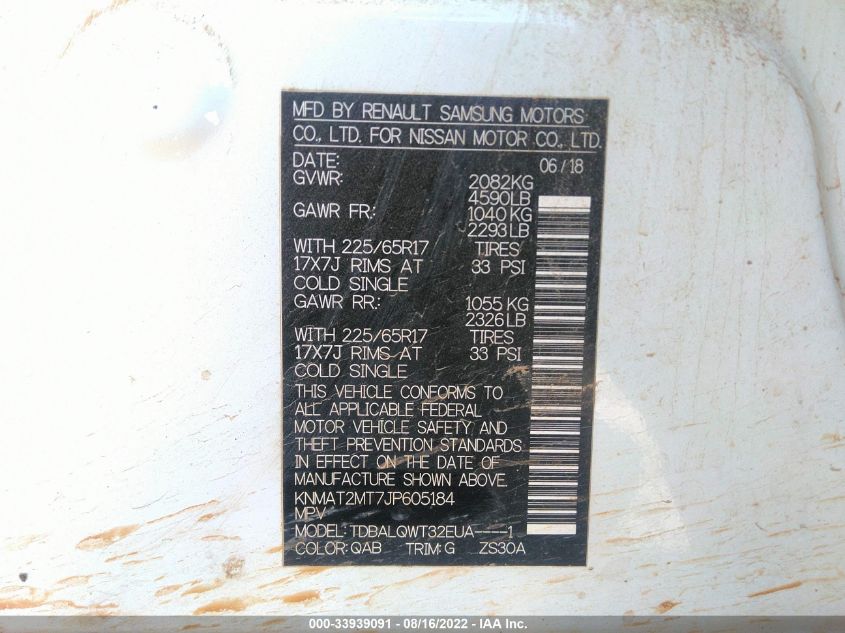 MFD BY RENAULT SAMSUNG MOTORS
CO., LTD. FOR NISSAN MOTOR CO., LTD.
DATE: 06/18
GVWR: 2082KG
4590LB
GAWR FR.: 1040KG
2293LB
WITH 225/65R17 TIRES
17X7J RIMS AT 33 PSI
COLD SINGLE
GAWR RR.: 1055KG
2326LB
WITH 225/65R17 TIRES
17X7J RIMS AT 33 PSI
COLD SINGLE
THIS VEHICLE CONFORMS TO
ALL APPLICABLE FEDERAL
MOTOR VEHICLE SAFETY AND
THEFT PREVENTION STANDARDS
IN EFFECT ON THE DATE OF
MANUFACTURE SHOWN ABOVE.
KNMAT2MT7JP605184
MPV
MODEL: TDBALQWT32EUA----1
COLOR: QAB TRIM: G ZS30A
000-33939091 - 08/16/2022 - IAA Inc.